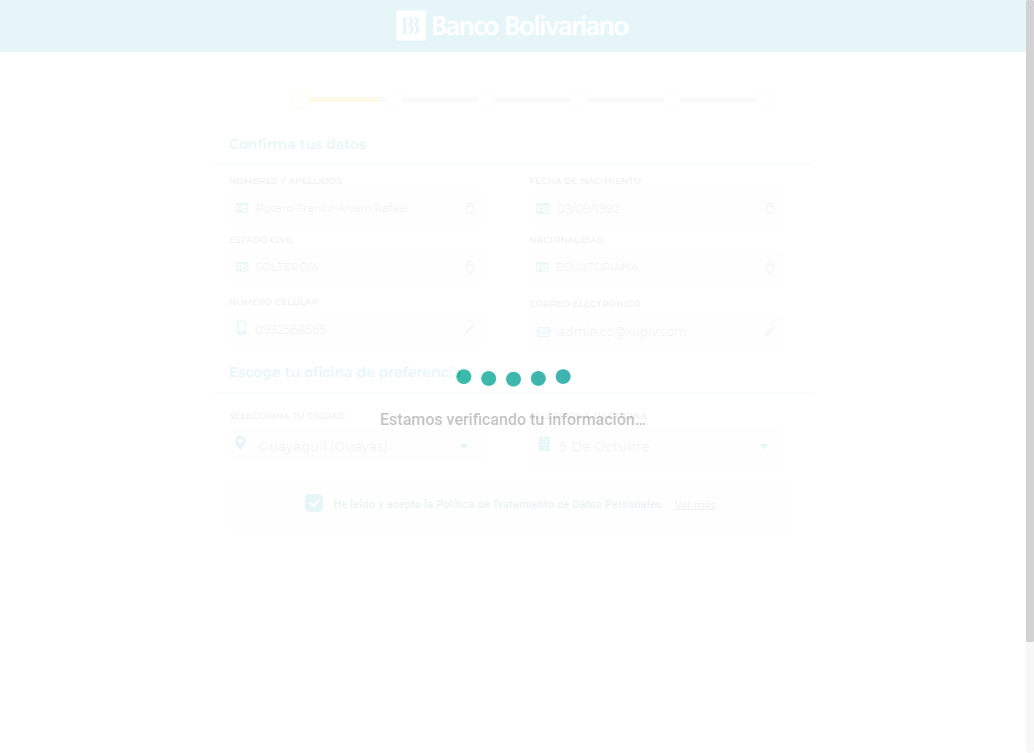 Banco Bolivariano
Confirma tus datos
NOMBRES Y APELLIDOS
FECHA DE NACIMIENTO
Rosero Franco Alvaro Rafael
03/09/1992
ESTADO CIVIL
NACIONALIDAD
SOLTERO/A
ECUATORIANA
NÚMERO CELULAR
CORREO ELECTRÓNICO
0932568565
admin.cc@xupiv.com
Escoge tu oficina de preferencia
Estamos verificando tu información...
SELECCIONA TU CIUDAD
Guayaquil (Guayas)
9 De Octubre
He leído y acepto la Política de Tratamiento de Datos Personales Ver más